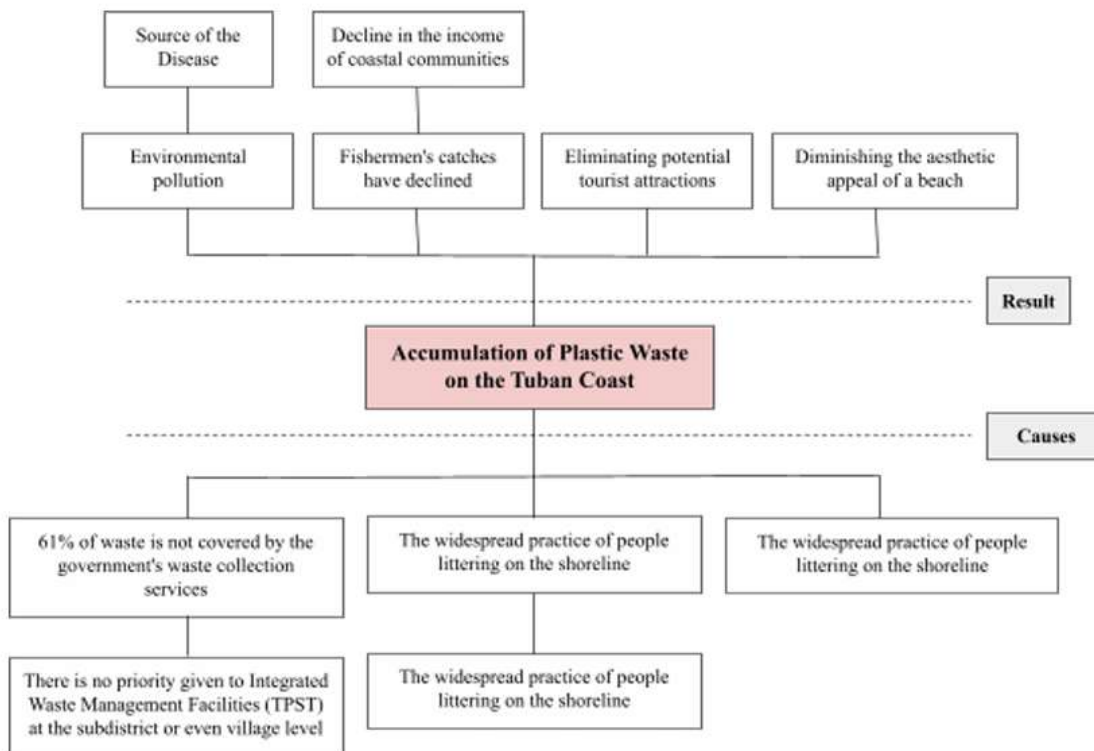 Source of the
Disease
Decline in the income
of coastal communities
Environmental
pollution
Fishermen's catches
have declined
Eliminating potential
tourist attractions
Diminishing the aesthetic
appeal of a beach
Result
Accumulation of Plastic Waste
on the Tuban Coast
Causes
61% of waste is not covered by the
government's waste collection
services
The widespread practice of people
littering on the shoreline
The widespread practice of people
littering on the shoreline
There is no priority given to Integrated
Waste Management Facilities (TPST)
at the subdistrict or even village level
The widespread practice of people
littering on the shoreline